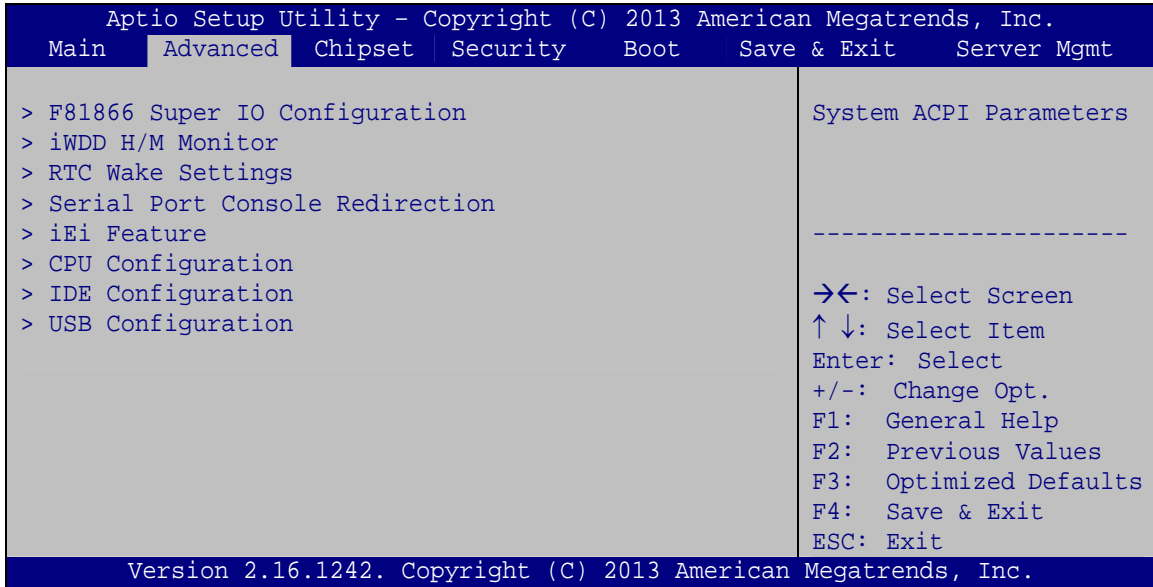 Aptio Setup Utility – Copyright (C) 2013 American Megatrends, Inc.
Main Advanced Chipset Security Boot Save & Exit Server Mgmt
> F81866 Super IO Configuration
> iWDD H/M Monitor
> RTC Wake Settings
> Serial Port Console Redirection
> iEi Feature
> CPU Configuration
> IDE Configuration
> USB Configuration
System ACPI Parameters
----------------------
→←: Select Screen
↑ ↓: Select Item
Enter: Select
+/-: Change Opt.
F1: General Help
F2: Previous Values
F3: Optimized Defaults
F4: Save & Exit
ESC: Exit
Version 2.16.1242. Copyright (C) 2013 American Megatrends, Inc.